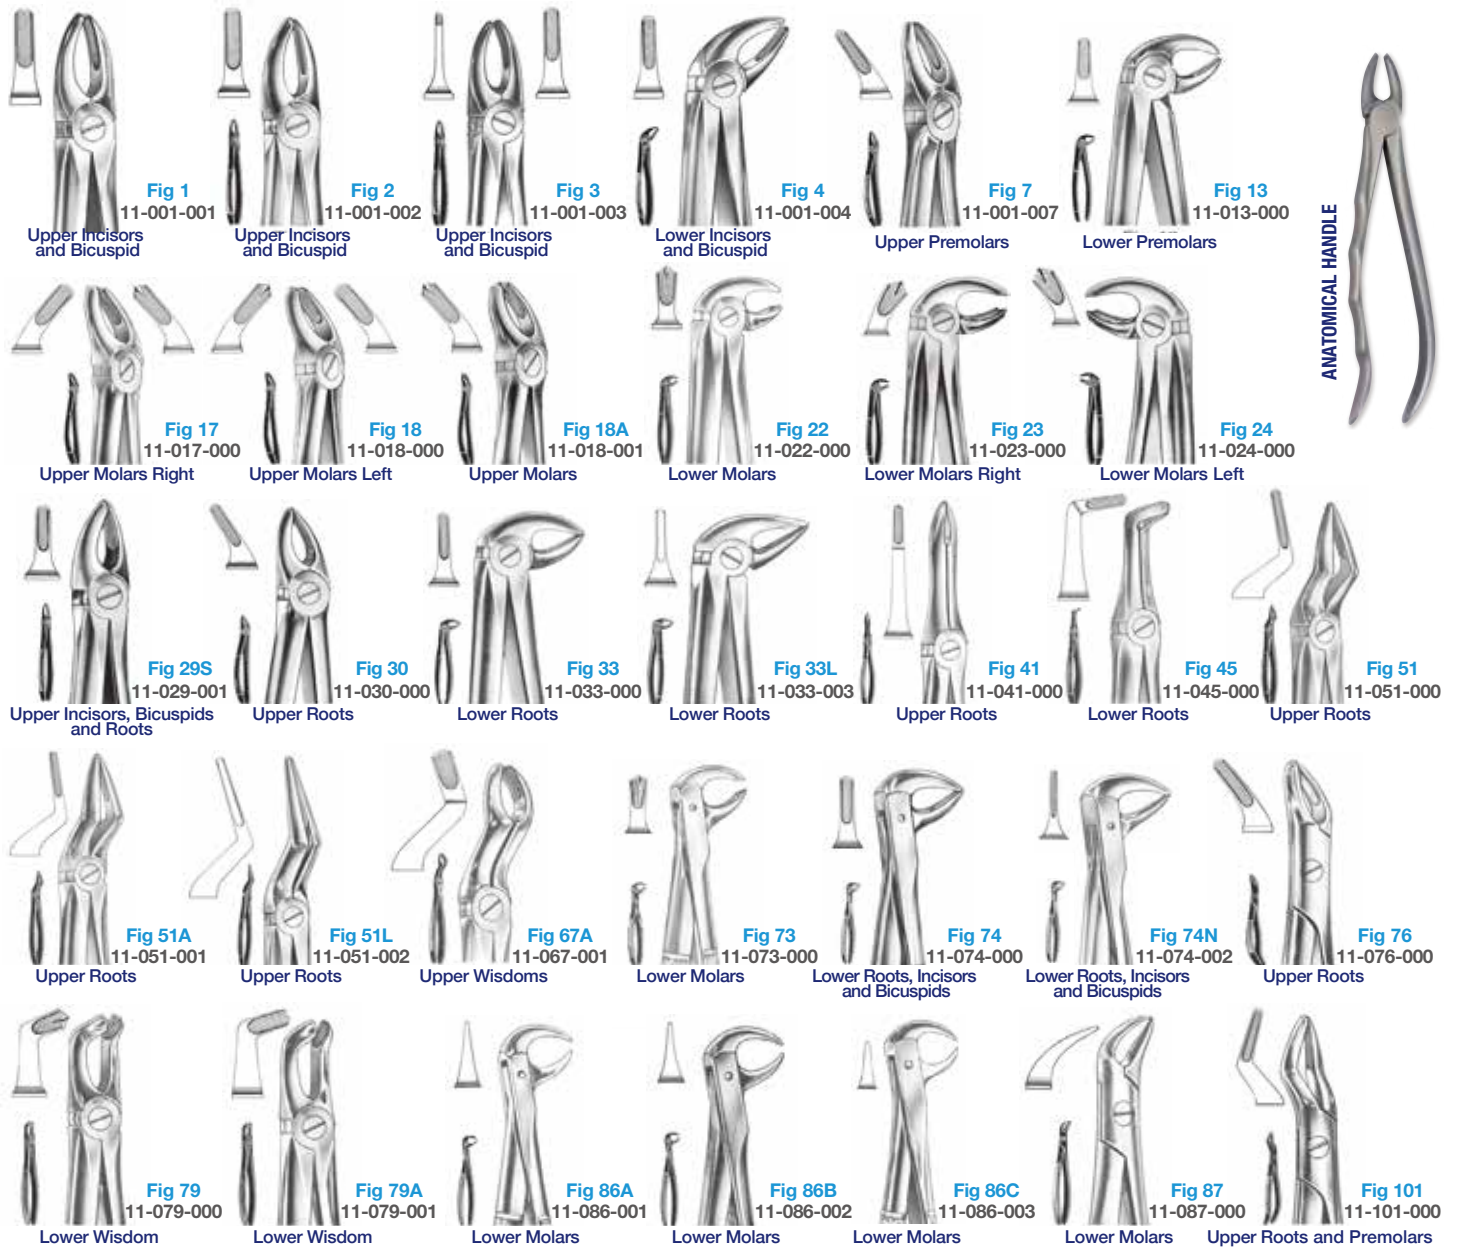 Fig 1
11-001-001
Upper Incisors
and Bicuspid
Fig 2
11-001-002
Upper Incisors
and Bicuspid
Fig 3
11-001-003
Upper Incisors
and Bicuspid
Fig 4
11-001-004
Lower Incisors
and Bicuspid
Fig 7
11-001-007
Upper Premolars
Fig 13
11-013-000
Lower Premolars
ANATOMICAL HANDLE
Fig 17
11-017-000
Upper Molars Right
Fig 18
11-018-000
Upper Molars Left
Fig 18A
11-018-001
Upper Molars
Fig 22
11-022-000
Lower Molars
Fig 23
11-023-000
Lower Molars Right
Fig 24
11-024-000
Lower Molars Left
Fig 29S
11-029-001
Upper Incisors, Bicuspids
and Roots
Fig 30
11-030-000
Upper Roots
Fig 33
11-033-000
Lower Roots
Fig 33L
11-033-003
Lower Roots
Fig 41
11-041-000
Upper Roots
Fig 45
11-045-000
Lower Roots
Fig 51
11-051-000
Upper Roots
Fig 51A
11-051-001
Upper Roots
Fig 51L
11-051-002
Upper Roots
Fig 67A
11-067-001
Upper Wisdoms
Fig 73
11-073-000
Lower Molars
Fig 74
11-074-000
Lower Roots, Incisors
and Bicuspids
Fig 74N
11-074-002
Lower Roots, Incisors
and Bicuspids
Fig 76
11-076-000
Upper Roots
Fig 79
11-079-000
Lower Wisdom
Fig 79A
11-079-001
Lower Wisdom
Fig 86A
11-086-001
Lower Molars
Fig 86B
11-086-002
Lower Molars
Fig 86C
11-086-003
Lower Molars
Fig 87
11-087-000
Lower Molars
Fig 101
11-101-000
Upper Roots and Premolars